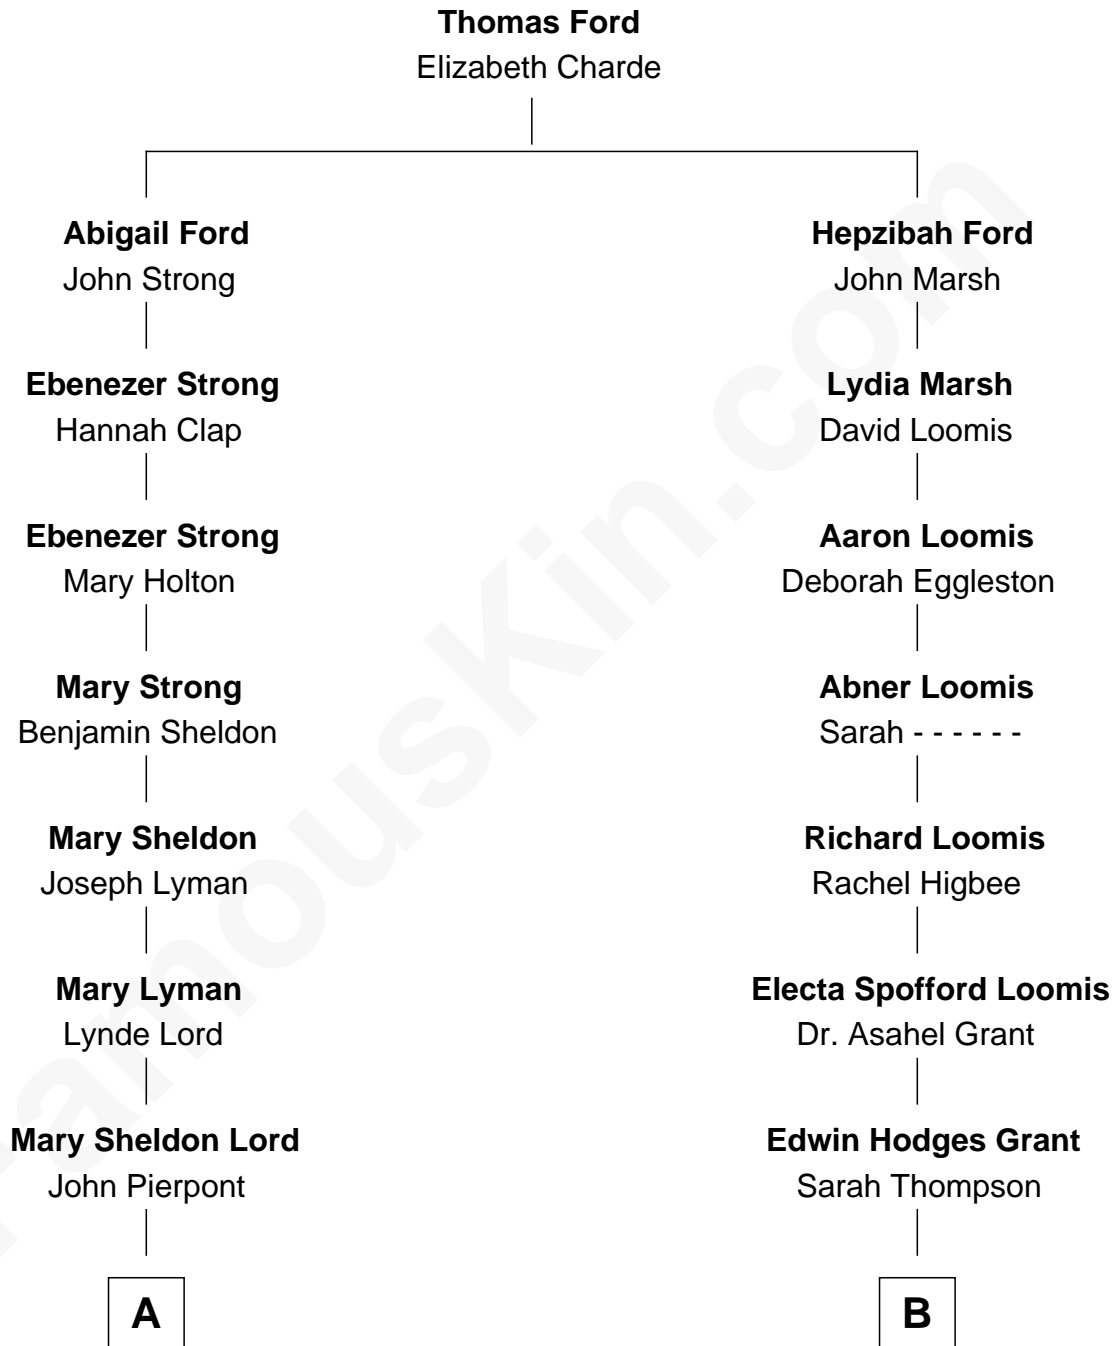 Thomas Ford
Elizabeth Charde
Abigail Ford
John Strong
Hepzibah Ford
John Marsh
Ebenezer Strong
Hannah Clap
Lydia Marsh
David Loomis
Ebenezer Strong
Mary Holton
Aaron Loomis
Deborah Eggleston
Mary Strong
Benjamin Sheldon
Abner Loomis
Sarah - - - - - -
Mary Sheldon
Joseph Lyman
Richard Loomis
Rachel Higbee
Mary Lyman
Lynde Lord
Electa Spofford Loomis
Dr. Asahel Grant
Mary Sheldon Lord
John Pierpont
Edwin Hodges Grant
Sarah Thompson
A
B
FamousKin.com